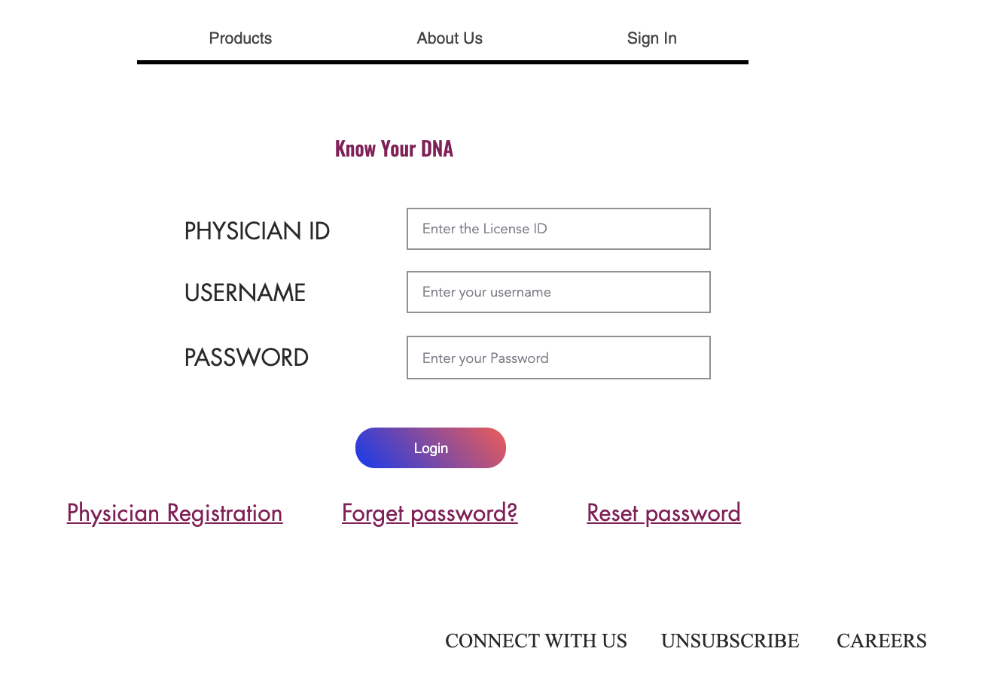 Products About Us Sign In
Know Your DNA
PHYSICIAN ID Enter the License ID
USERNAME Enter your username
PASSWORD Enter your Password
Login
Physician Registration Forget password? Reset password
CONNECT WITH US UNSUBSCRIBE CAREERS